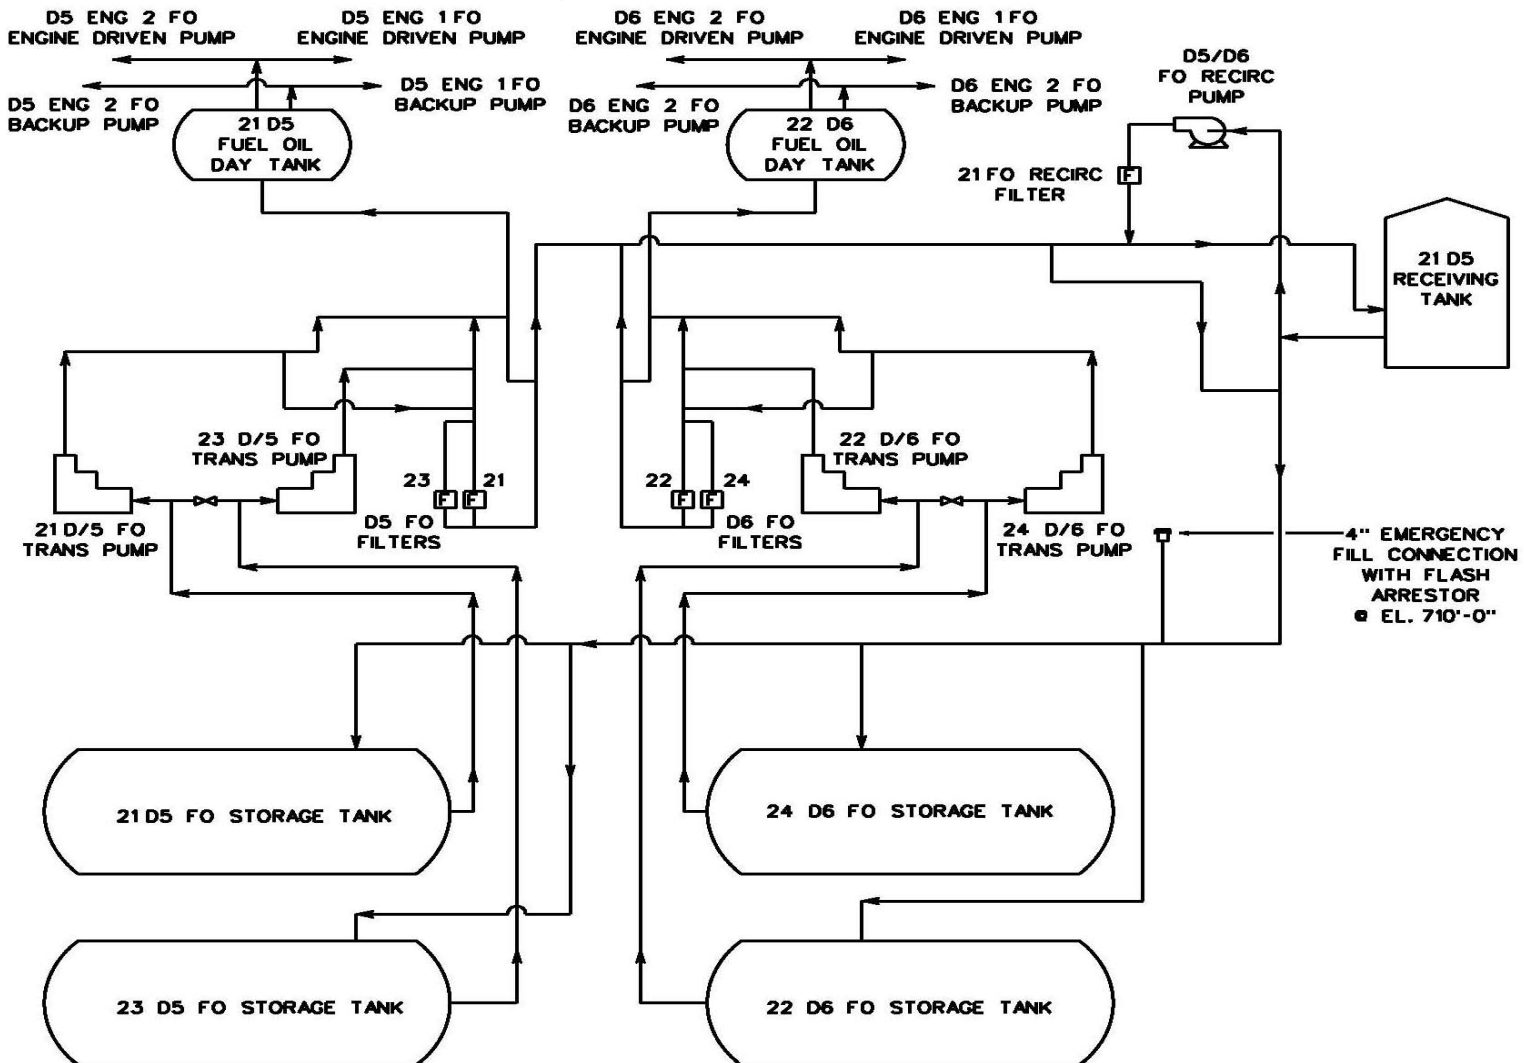 D5 ENG 2 FO
ENGINE DRIVEN PUMP
D5 ENG 1 FO
ENGINE DRIVEN PUMP
D6 ENG 2 FO
ENGINE DRIVEN PUMP
D6 ENG 1 FO
ENGINE DRIVEN PUMP
D5 ENG 2 FO
BACKUP PUMP
D5 ENG 1 FO
BACKUP PUMP
D6 ENG 2 FO
BACKUP PUMP
D6 ENG 2 FO
BACKUP PUMP
D5/D6
FO RECIRC
PUMP
21 D5
FUEL OIL
DAY TANK
22 D6
FUEL OIL
DAY TANK
21 FO RECIRC
FILTER
F
21 D5
RECEIVING
TANK
23 D/5 FO
TRANS PUMP
22 D/6 FO
TRANS PUMP
23
21
22
24
F
F
F
F
21 D/5 FO
TRANS PUMP
D5 FO
FILTERS
D6 FO
FILTERS
24 D/6 FO
TRANS PUMP
4" EMERGENCY
FILL CONNECTION
WITH FLASH
ARRESTOR
@ EL. 710'-0"
21 D5 FO STORAGE TANK
24 D6 FO STORAGE TANK
23 D5 FO STORAGE TANK
22 D6 FO STORAGE TANK